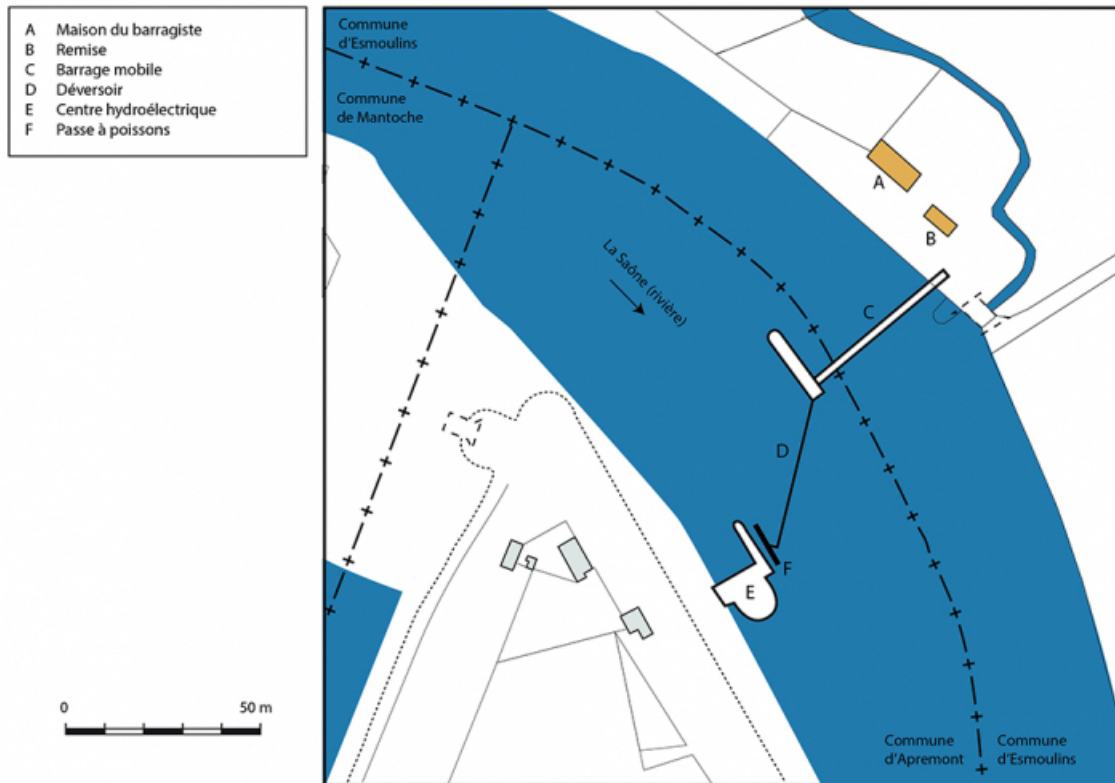 A Maison du barragiste
B Remise
C Barrage mobile
D Déversoir
E Centre hydroélectrique
F Passe à poissons
Commune
d'Esmoulins
Commune
de Mantoche
A
B
La Saône (rivière)
C
D
F
E
0 50 m
Commune
d'Apremont
Commune
d'Esmoulins